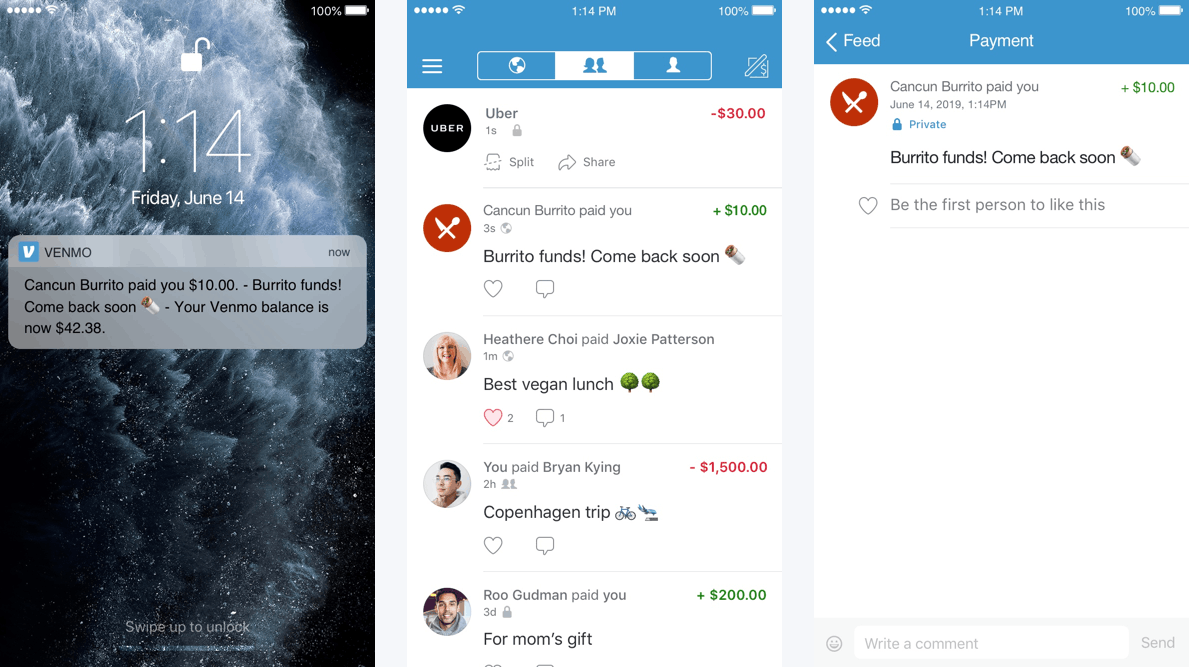 100%
1:14
Friday, June 14
VENMO
now
Cancun Burrito paid you $10.00. - Burrito funds!
Come back soon 🌯 - Your Venmo balance is
now $42.38.
Swipe up to unlock
1:14 PM
100%
UBER
Uber
-$30.00
1s
Split
Share
Cancun Burrito paid you
+ $10.00
3s
Burrito funds! Come back soon 🌯
Heathere Choi paid Joxie Patterson
1m
Best vegan lunch 🌳🌳
2
1
You paid Bryan Kying
- $1,500.00
2h
Copenhagen trip 🚲🛬
Roo Gudman paid you
+ $200.00
3d
For mom's gift
1:14 PM
100%
Feed
Payment
Cancun Burrito paid you
+ $10.00
June 14, 2019, 1:14PM
Private
Burrito funds! Come back soon 🌯
Be the first person to like this
Write a comment
Send